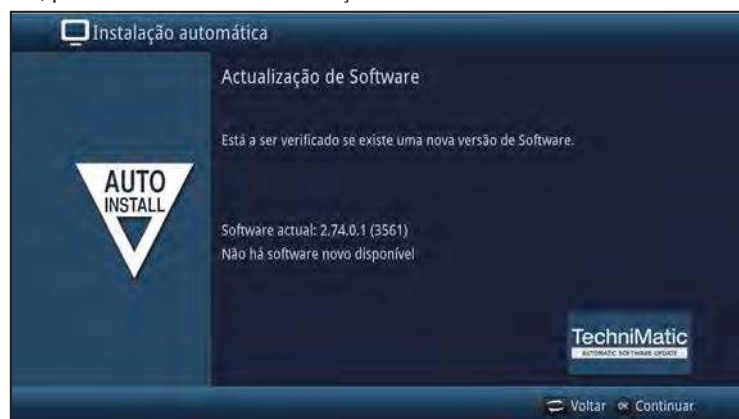 Instalação automática
Actualização de Software
Está a ser verificado se existe uma nova versão de Software.
AUTO
INSTALL
Software actual: 2.74.0.1 (3561)
Não há software novo disponível
TechniMatic
AUTOMATIC SOFTWARE UPDATE
Voltar OK Continuar